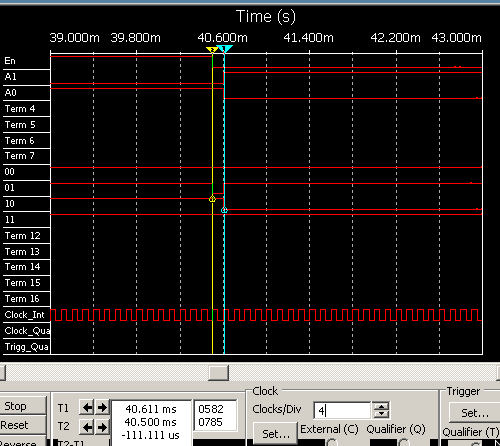 Time (s)
39.000m 39.800m 40.600m 41.400m 42.200m 43.000m
2 1
En
A1
A0
Term 4
Term 5
Term 6
Term 7
00
01
10
11
Term 12
Term 13
Term 14
Term 15
Term 16
Clock_Int
Clock_Qua
Trigg_Qua
Stop
Reset
Reverse
T1
T2
T2-T1
40.611 ms
40.500 ms
-111.111 us
0582
0785
Clock
Clocks/Div 4
Set... External (C) Qualifier (Q)
Trigger
Set...
Qualifier (T)